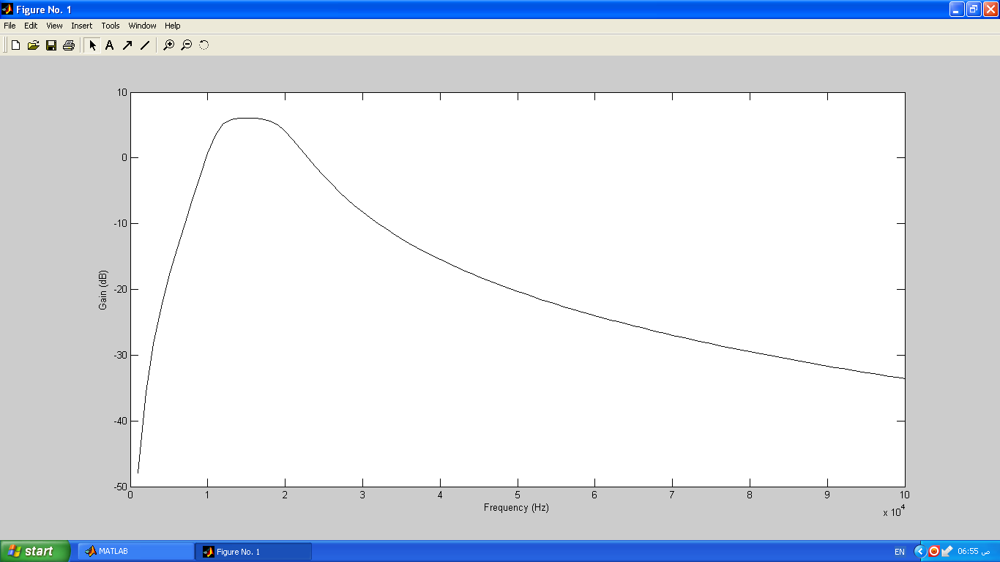 Figure No. 1
File Edit View Insert Tools Window Help
A
10
0
-10
-20
-30
-40
-50
Gain (dB)
0 1 2 3 4 5 6 7 8 9 10
Frequency (Hz)
x 10⁴
start MATLAB Figure No. 1 EN 06:55 ص